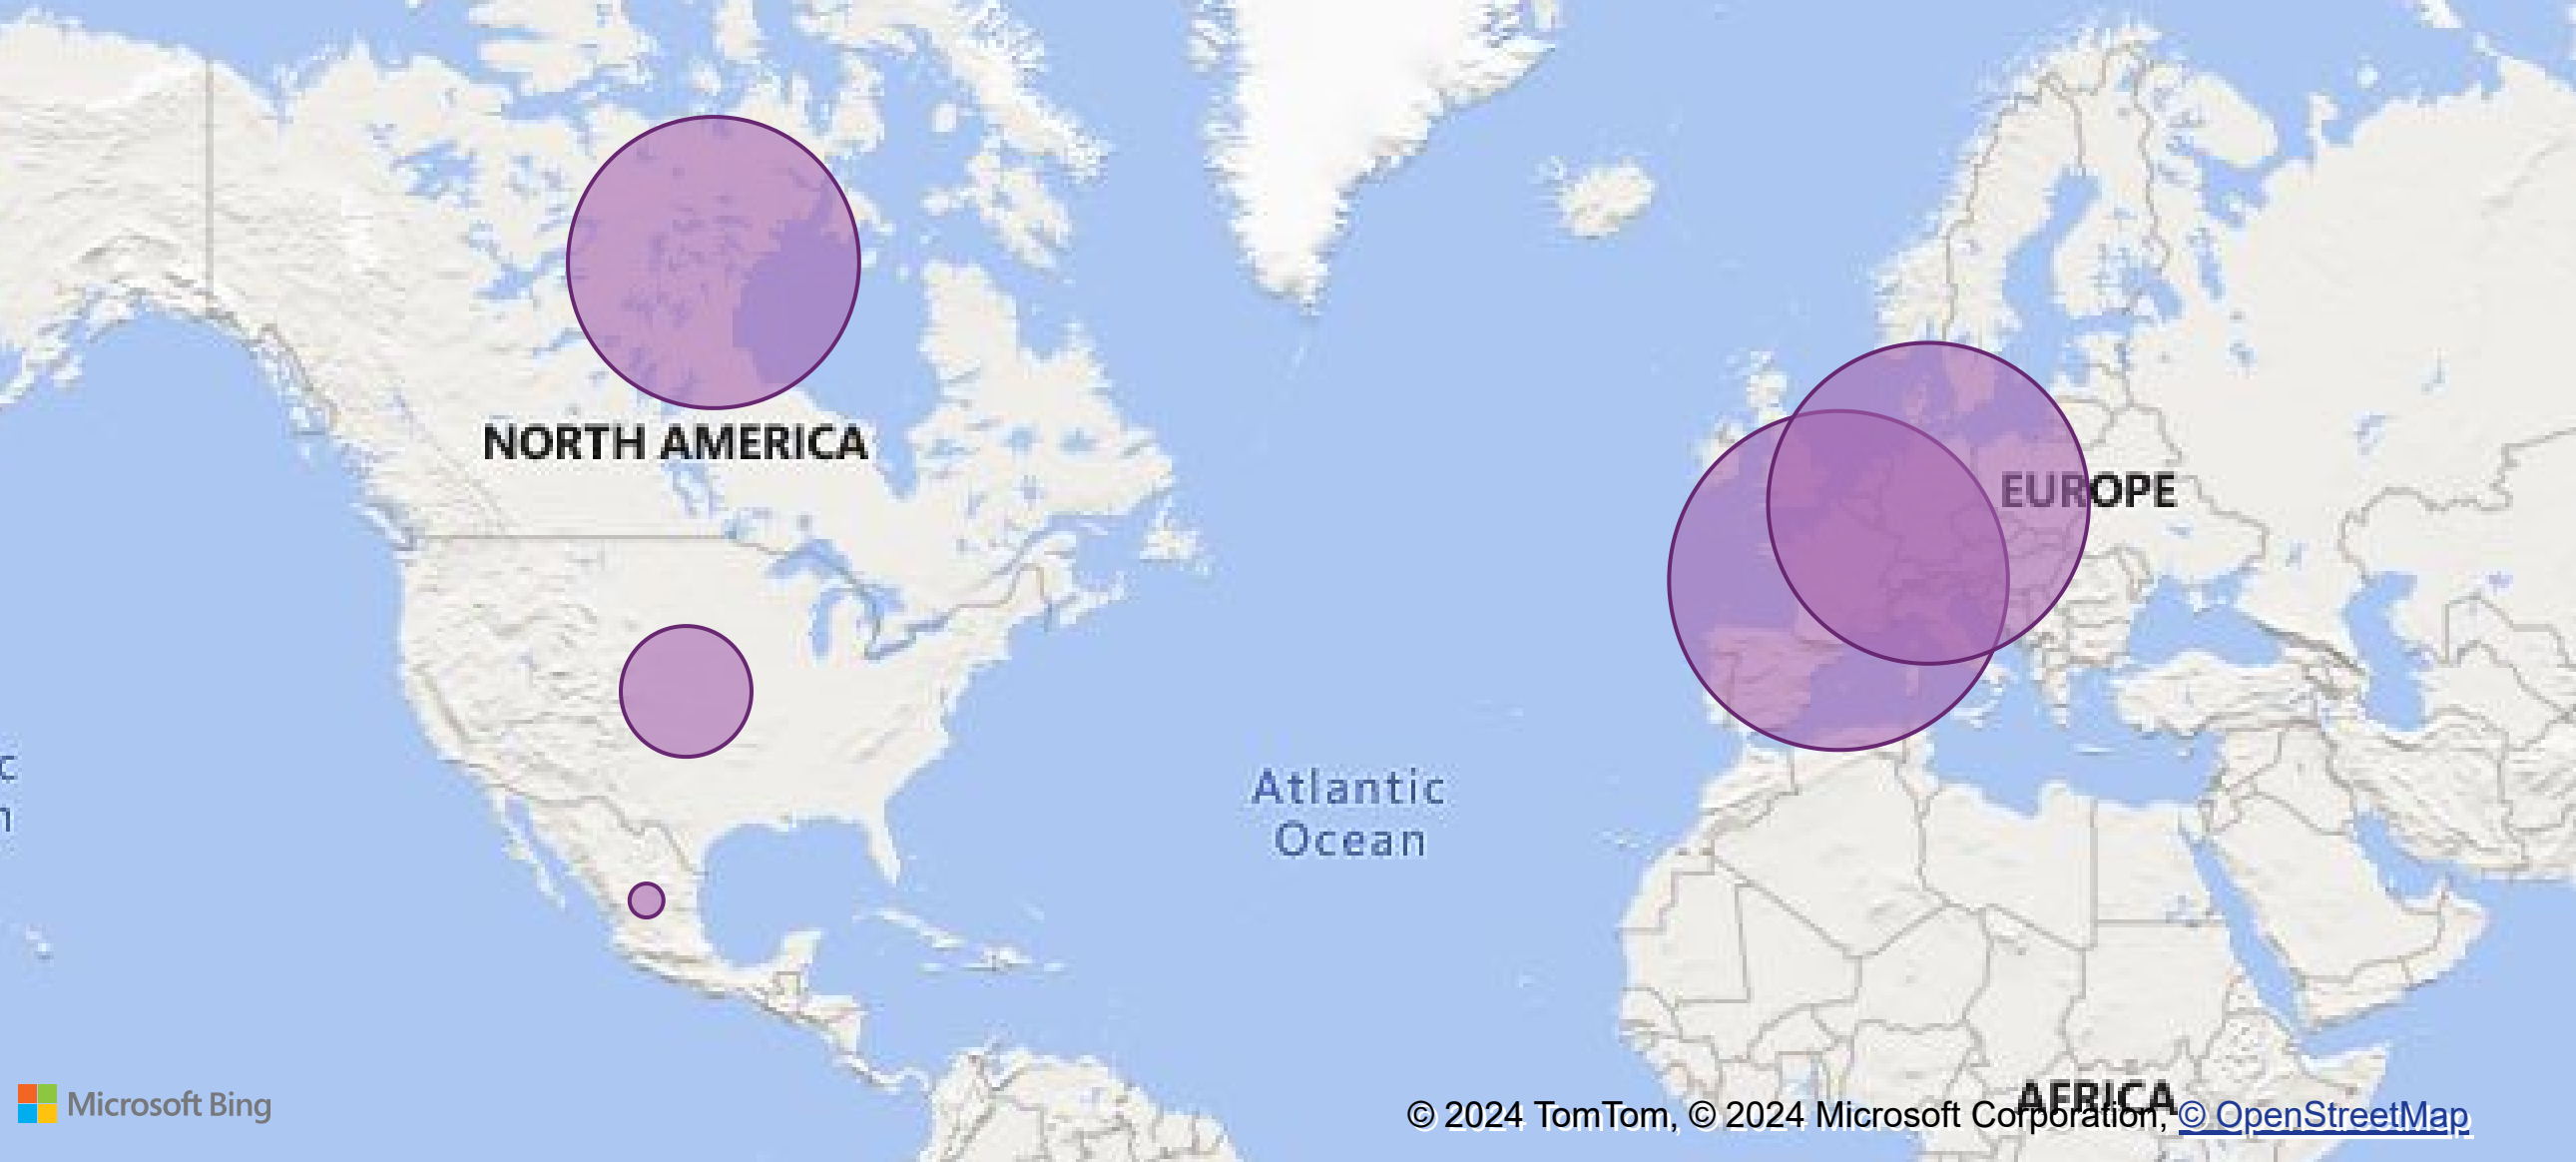 NORTH AMERICA
EUROPE
Atlantic
Ocean
AFRICA
Microsoft Bing
© 2024 TomTom, © 2024 Microsoft Corporation, © OpenStreetMap